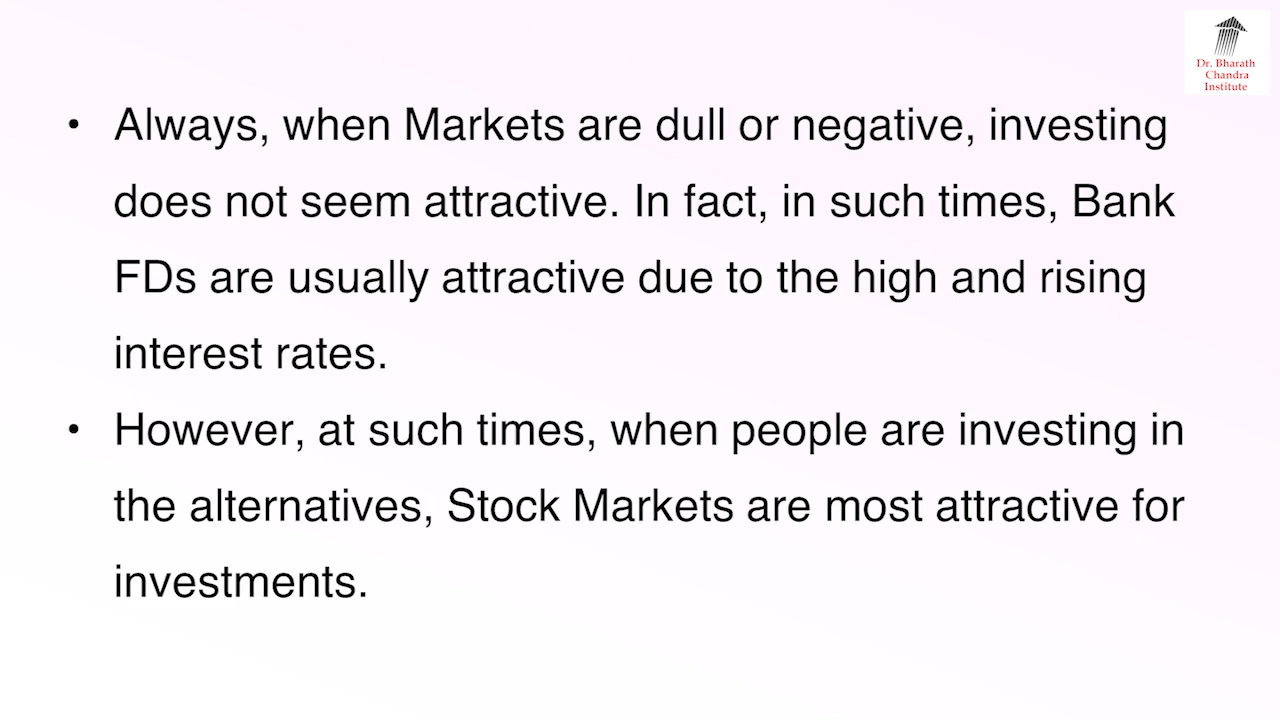 Dr. Bharath
Chandra
Institute
• Always, when Markets are dull or negative, investing
does not seem attractive. In fact, in such times, Bank
FDs are usually attractive due to the high and rising
interest rates.
• However, at such times, when people are investing in
the alternatives, Stock Markets are most attractive for
investments.